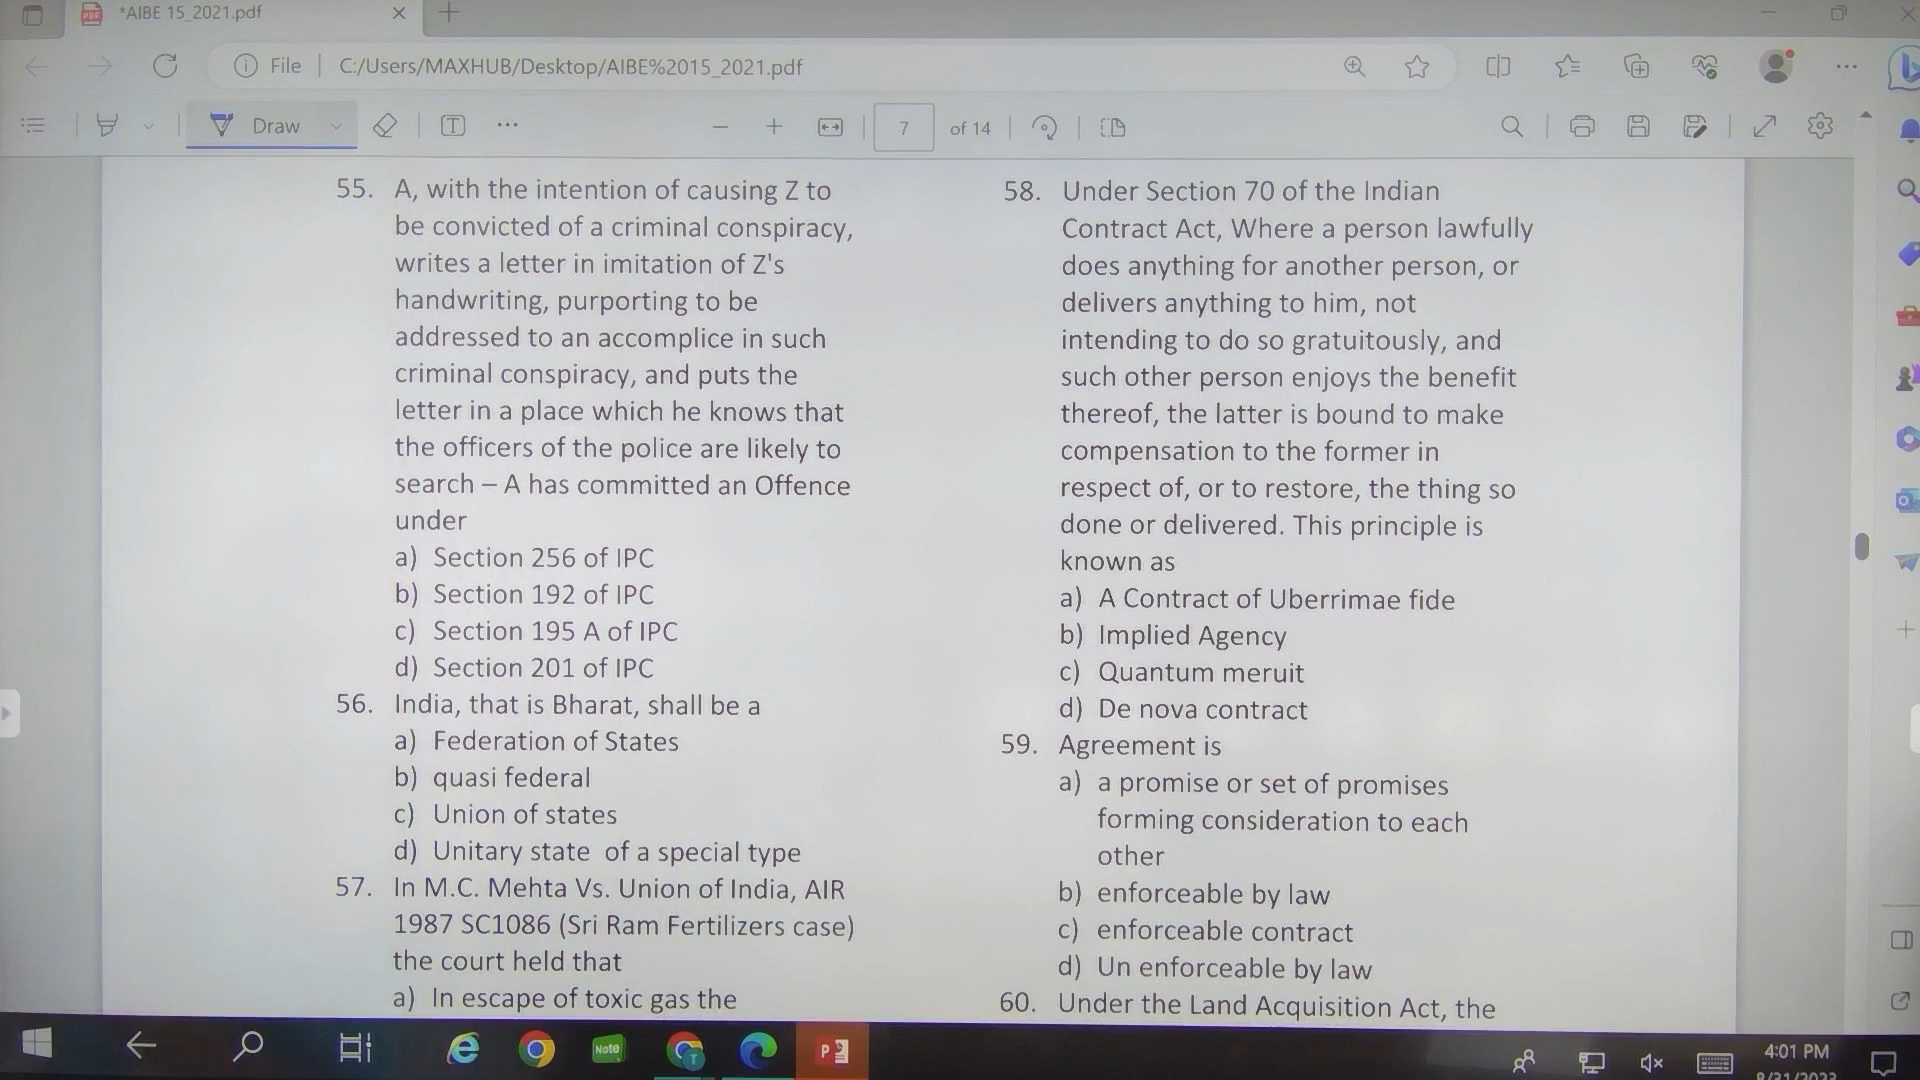 *AIBE 15_2021.pdf
File
C:/Users/MAXHUB/Desktop/AIBE%2015_2021.pdf
Draw
7
of 14
55. A, with the intention of causing Z to
be convicted of a criminal conspiracy,
writes a letter in imitation of Z's
handwriting, purporting to be
addressed to an accomplice in such
criminal conspiracy, and puts the
letter in a place which he knows that
the officers of the police are likely to
search – A has committed an Offence
under
a) Section 256 of IPC
b) Section 192 of IPC
c) Section 195 A of IPC
d) Section 201 of IPC
56. India, that is Bharat, shall be a
a) Federation of States
b) quasi federal
c) Union of states
d) Unitary state of a special type
57. In M.C. Mehta Vs. Union of India, AIR
1987 SC1086 (Sri Ram Fertilizers case)
the court held that
a) In escape of toxic gas the
58. Under Section 70 of the Indian
Contract Act, Where a person lawfully
does anything for another person, or
delivers anything to him, not
intending to do so gratuitously, and
such other person enjoys the benefit
thereof, the latter is bound to make
compensation to the former in
respect of, or to restore, the thing so
done or delivered. This principle is
known as
a) A Contract of Uberrimae fide
b) Implied Agency
c) Quantum meruit
d) De nova contract
59. Agreement is
a) a promise or set of promises
forming consideration to each
other
b) enforceable by law
c) enforceable contract
d) Un enforceable by law
60. Under the Land Acquisition Act, the
Note
4:01 PM